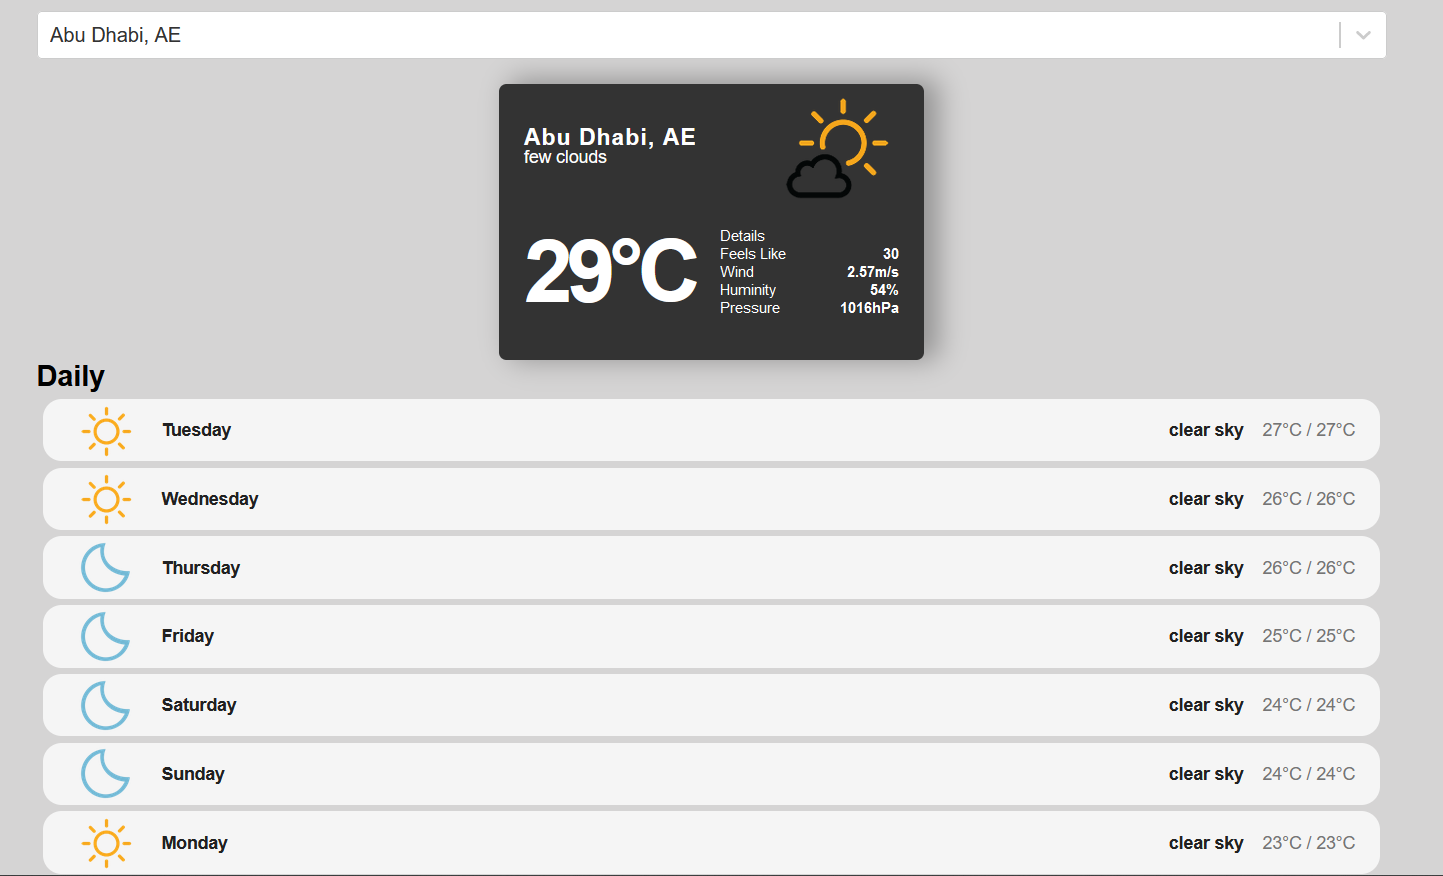 Abu Dhabi, AE
Abu Dhabi, AE
few clouds
29°C
Details
Feels Like 30
Wind 2.57m/s
Huminity 54%
Pressure 1016hPa
Daily
Tuesday clear sky 27°C / 27°C
Wednesday clear sky 26°C / 26°C
Thursday clear sky 26°C / 26°C
Friday clear sky 25°C / 25°C
Saturday clear sky 24°C / 24°C
Sunday clear sky 24°C / 24°C
Monday clear sky 23°C / 23°C